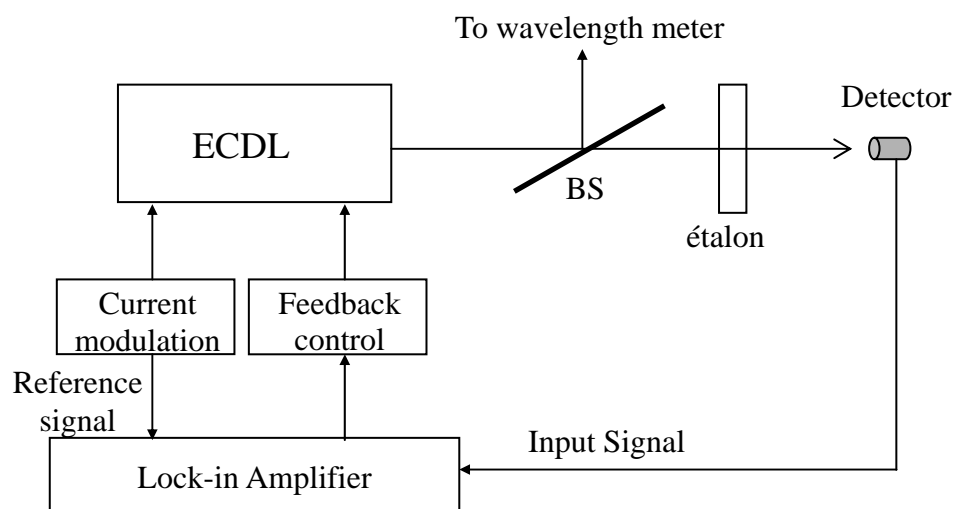 To wavelength meter
Detector
ECDL
BS
étalon
Current
modulation
Feedback
control
Reference
signal
Input Signal
Lock-in Amplifier